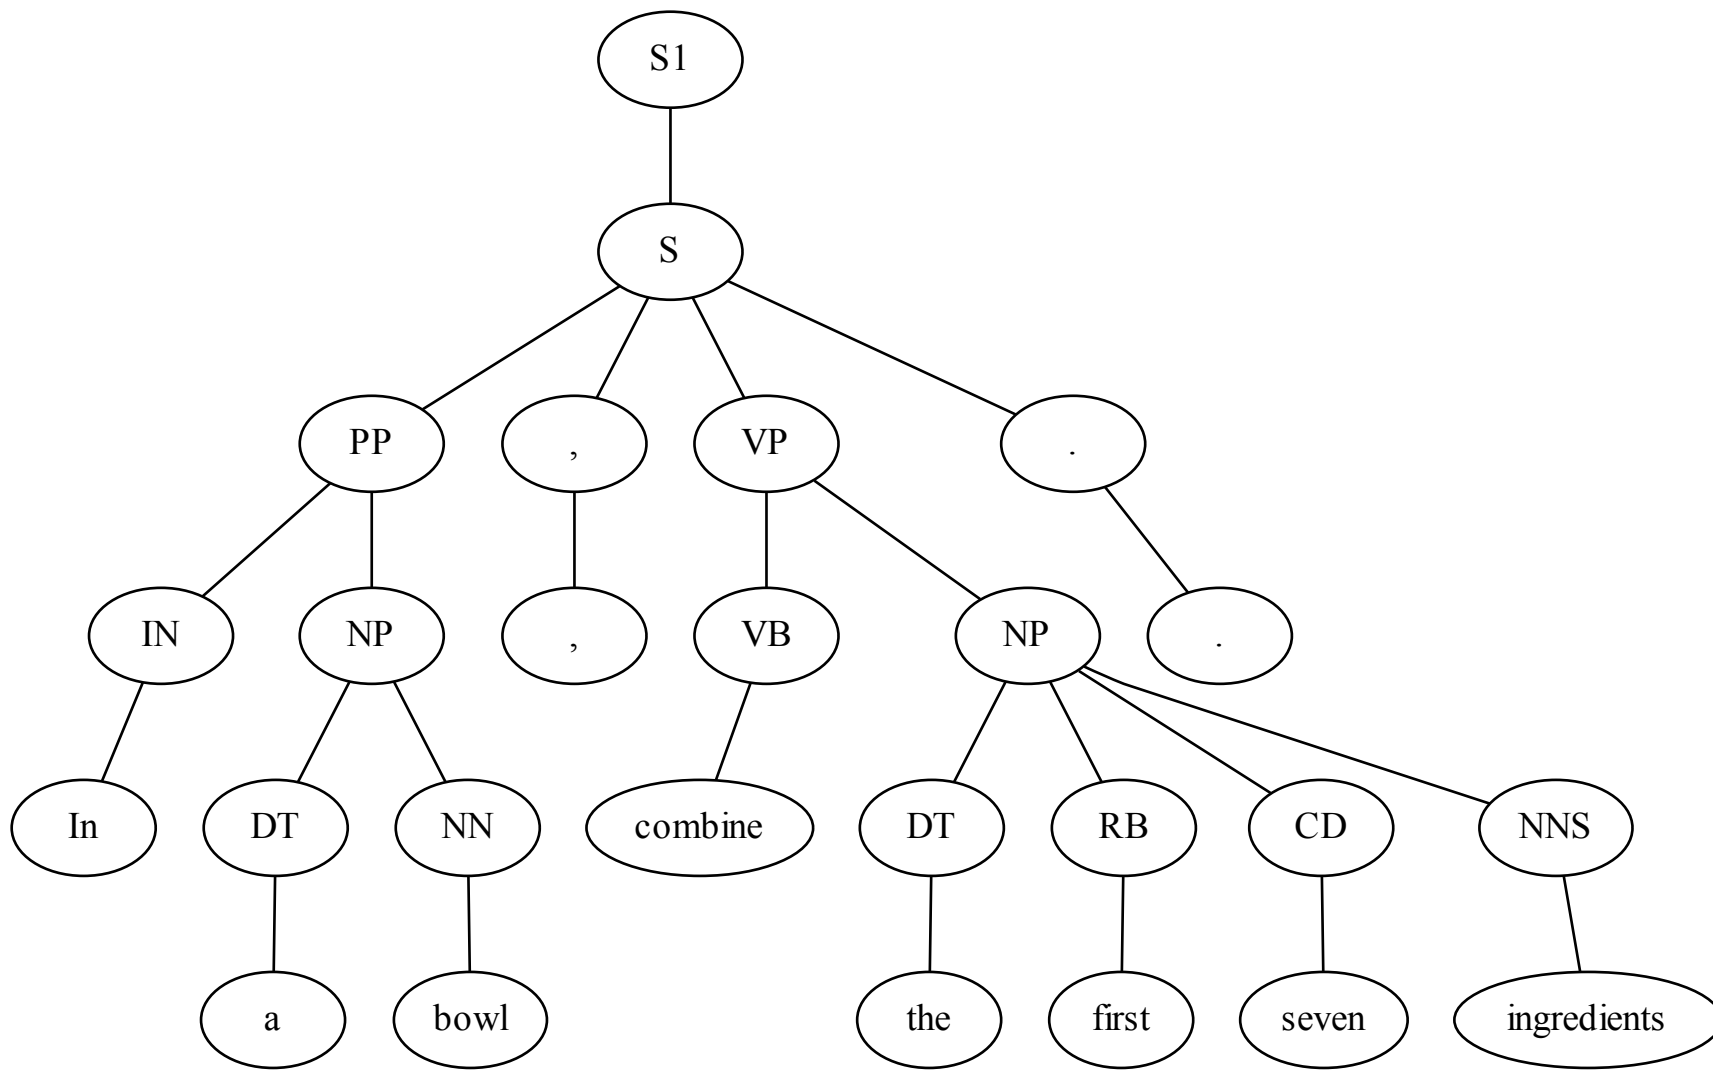 S1
S
PP , VP .
IN NP , VB NP .
In DT NN combine DT RB CD NNS
a bowl the first seven ingredients